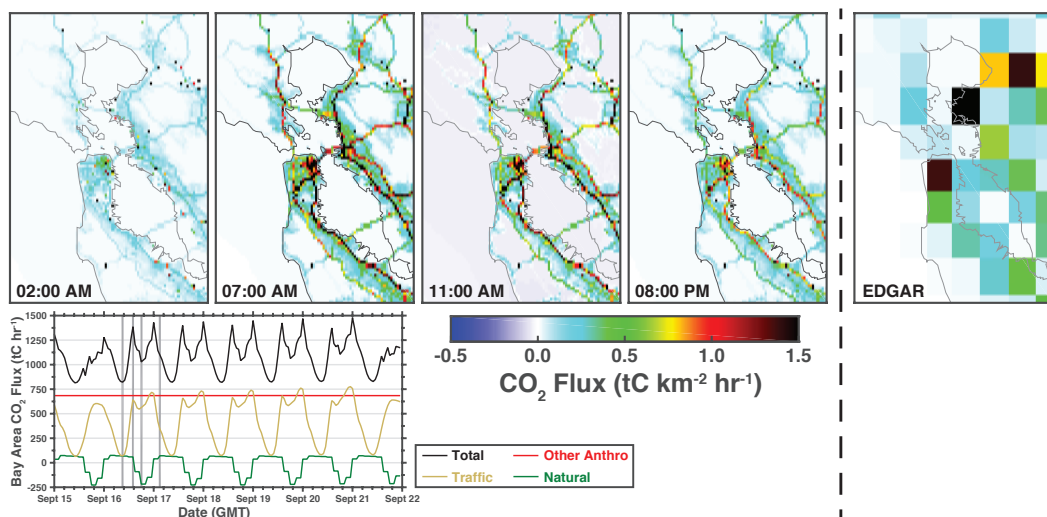 02:00 AM
07:00 AM
11:00 AM
08:00 PM
EDGAR
-0.5 0.0 0.5 1.0 1.5
CO2 Flux (tC km-2 hr-1)
Bay Area CO2 Flux (tC hr-1)
1500
1250
1000
750
500
250
0
-250
Sept 15 Sept 16 Sept 17 Sept 18 Sept 19 Sept 20 Sept 21 Sept 22
Date (GMT)
Total Other Anthro
Traffic Natural